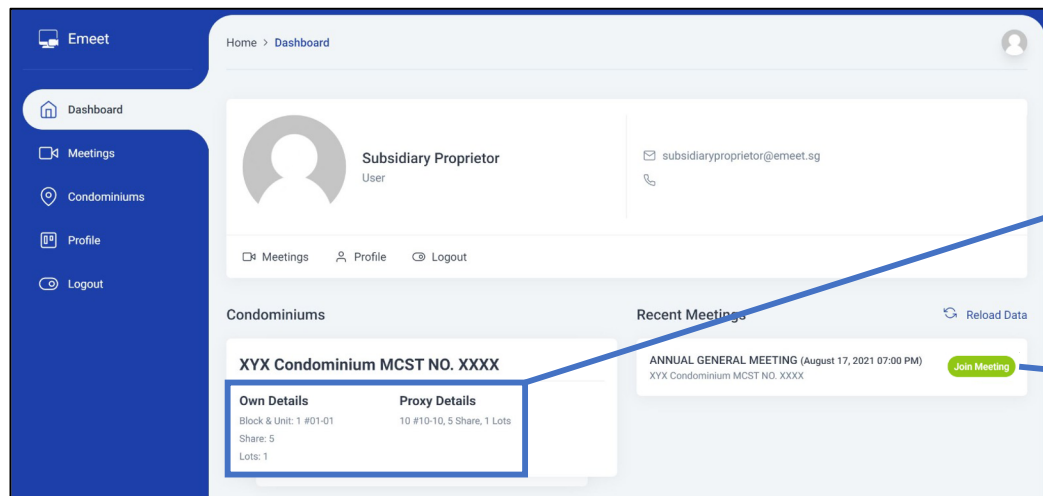 Emeet
Home > Dashboard
Dashboard
Meetings
Condominiums
Profile
Logout
Subsidiary Proprietor
User
subsidiaryproprietor@emeet.sg
Meetings Profile Logout
Condominiums
XYX Condominium MCST NO. XXXX
Own Details
Block & Unit: 1 #01-01
Share: 5
Lots: 1
Proxy Details
10 #10-10, 5 Share, 1 Lots
Recent Meetings
Reload Data
ANNUAL GENERAL MEETING (August 17, 2021 07:00 PM)
XYX Condominium MCST NO. XXXX
Join Meeting